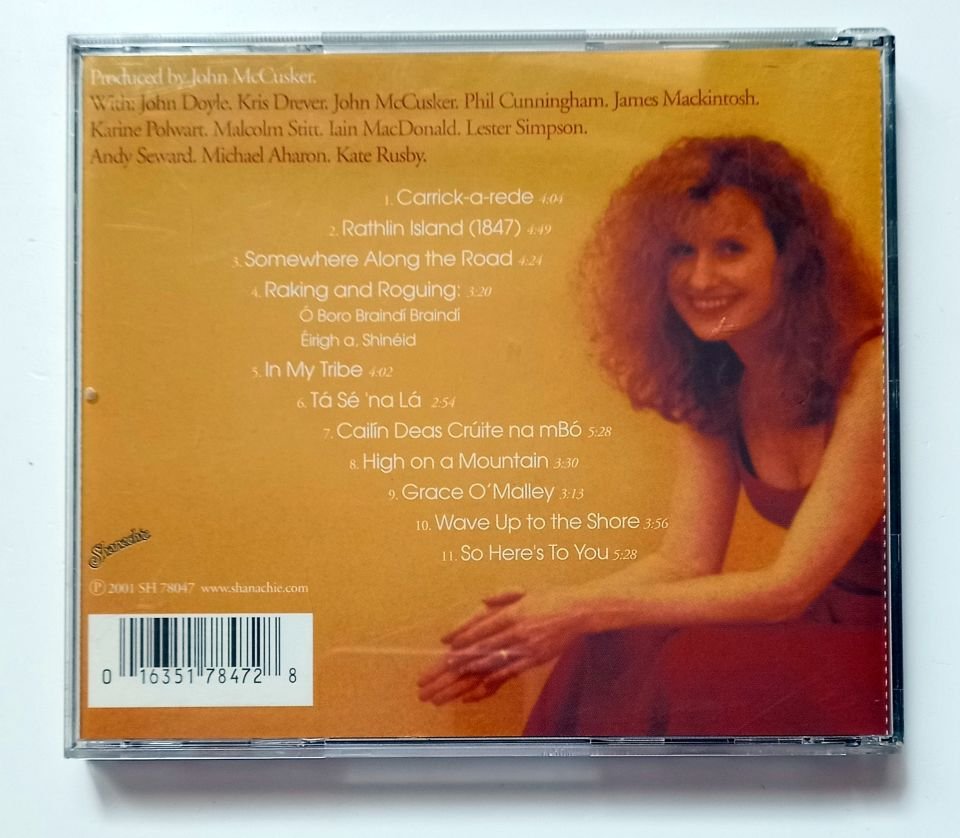 Produced by John McCusker.
With: John Doyle. Kris Drever. John McCusker. Phil Cunningham. James Mackintosh.
Karine Polwart. Malcolm Stitt. Iain MacDonald. Lester Simpson.
Andy Seward. Michael Aharon. Kate Rusby.
1. Carrick-a-rede 4:04
2. Rathlin Island (1847) 4:49
3. Somewhere Along the Road 4:24
4. Raking and Roguing: 3:20
Ó Boro Braindí Braindí
Éirigh a, Shinéid
5. In My Tribe 4:02
6. Tá Sé 'na Lá 2:54
7. Cailín Deas Crúite na mBó 5:28
8. High on a Mountain 3:30
9. Grace O'Malley 3:13
10. Wave Up to the Shore 3:56
11. So Here's To You 5:28
Shanachie
℗ 2001 SH 78047 www.shanachie.com
0 16351 78472 8